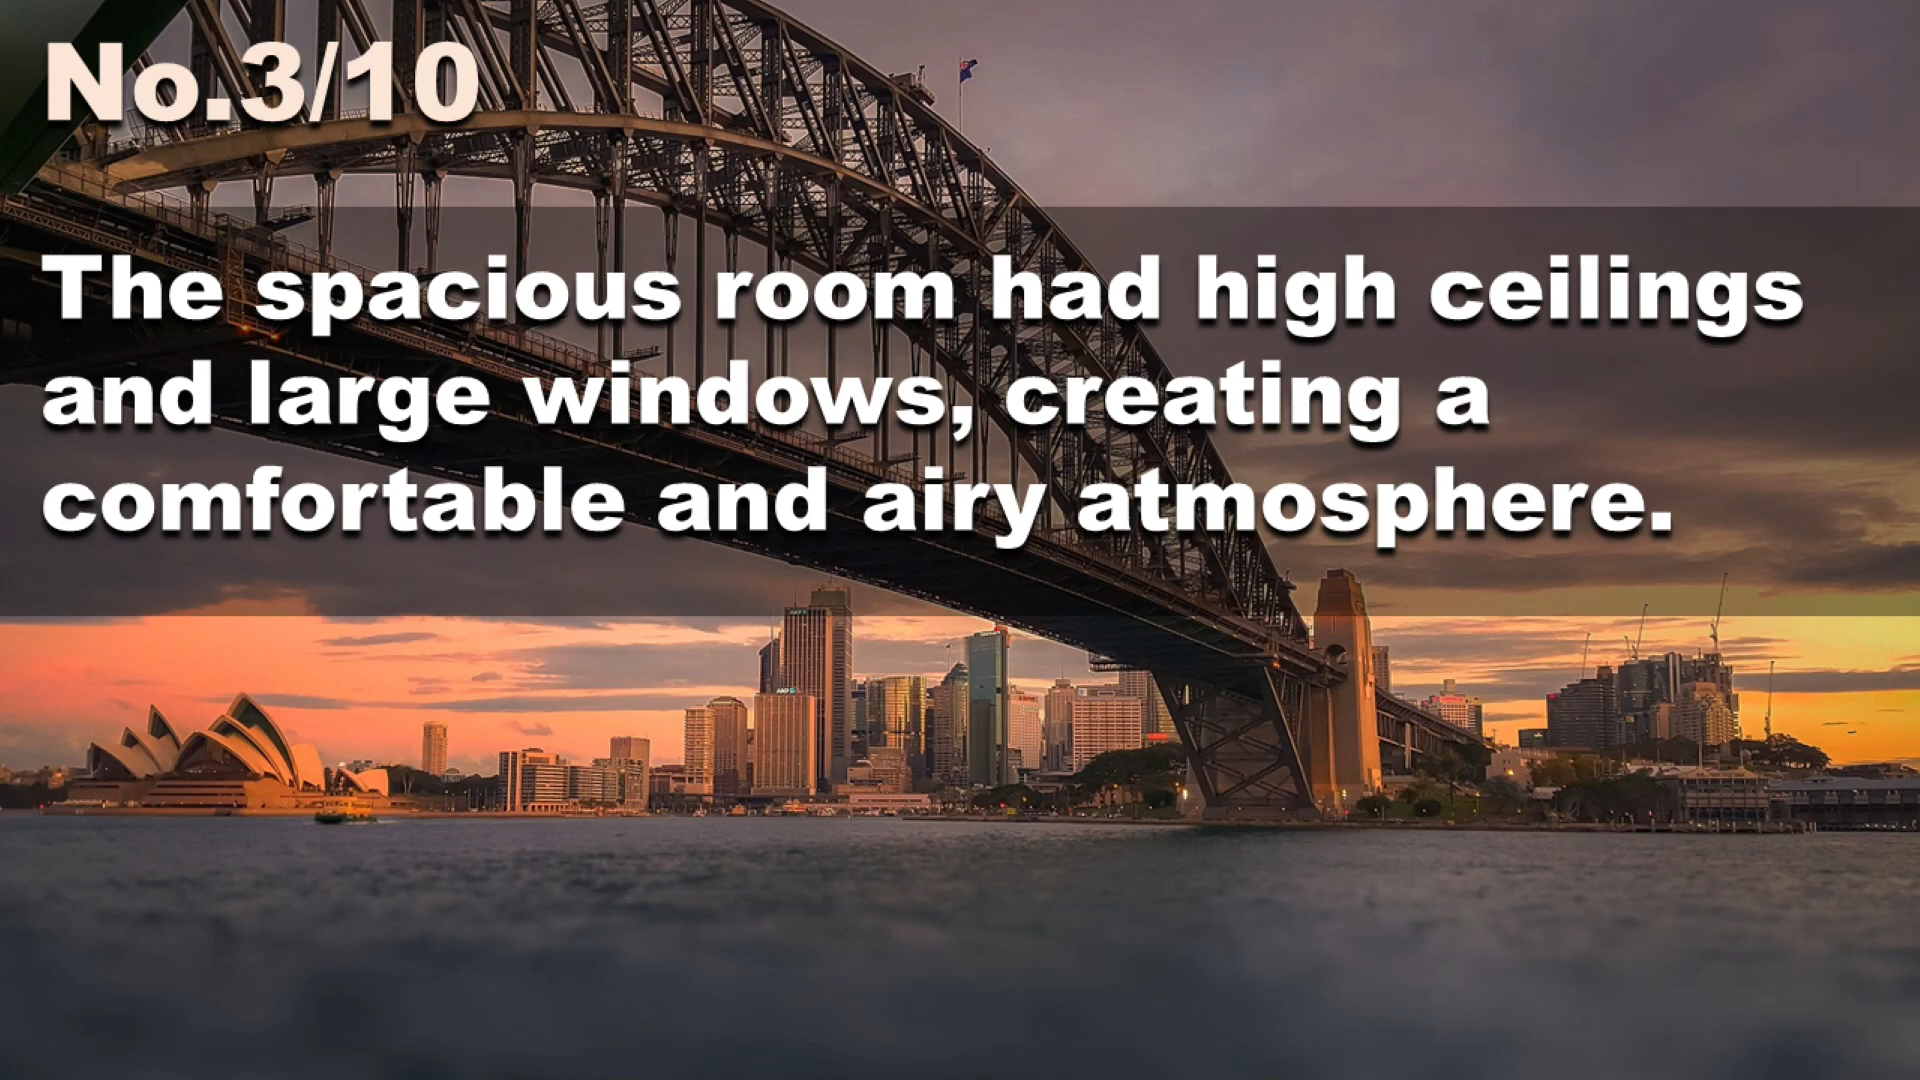 No.3/10
The spacious room had high ceilings
and large windows, creating a
comfortable and airy atmosphere.